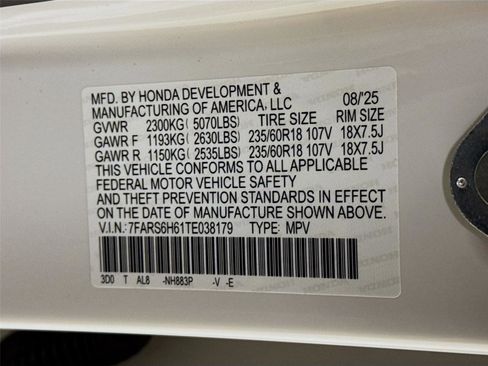 MFD. BY HONDA DEVELOPMENT &
MANUFACTURING OF AMERICA, LLC 08/'25
GVWR 2300KG( 5070LBS) TIRE SIZE RIM SIZE
GAWR F 1193KG( 2630LBS) 235/60R18 107V 18X7.5J
GAWR R 1150KG( 2535LBS) 235/60R18 107V 18X7.5J
THIS VEHICLE CONFORMS TO ALL APPLICABLE
FEDERAL MOTOR VEHICLE SAFETY
AND THEFT PREVENTION STANDARDS IN EFFECT
ON THE DATE OF MANUFACTURE SHOWN ABOVE.
V.I.N.:7FARS6H61TE038179 TYPE: MPV
3D0 T AL8 -NH883P -V -E